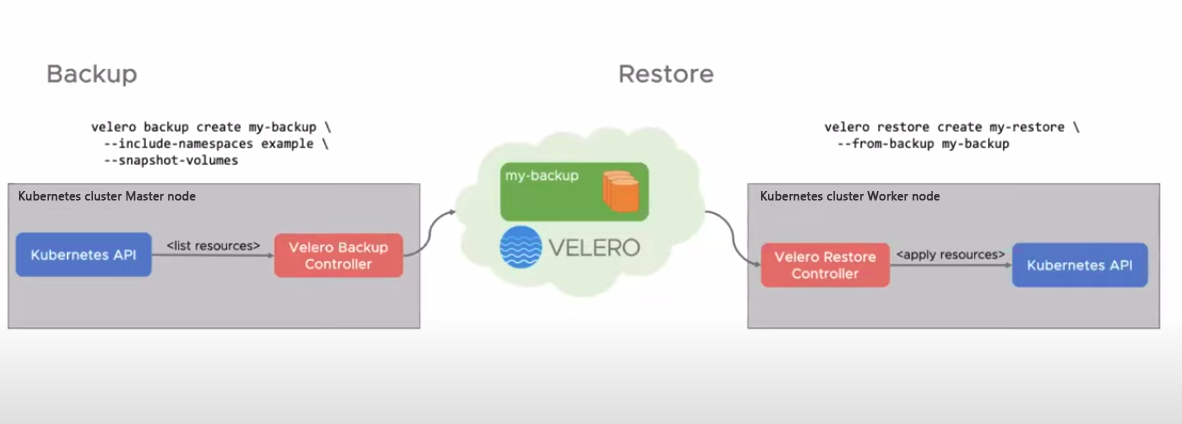 Backup
velero backup create my-backup \
--include-namespaces example \
--snapshot-volumes
Kubernetes cluster Master node
Kubernetes API
<list resources>
Velero Backup
Controller
my-backup
VELERO
Restore
velero restore create my-restore \
--from-backup my-backup
Kubernetes cluster Worker node
Velero Restore
Controller
<apply resources>
Kubernetes API